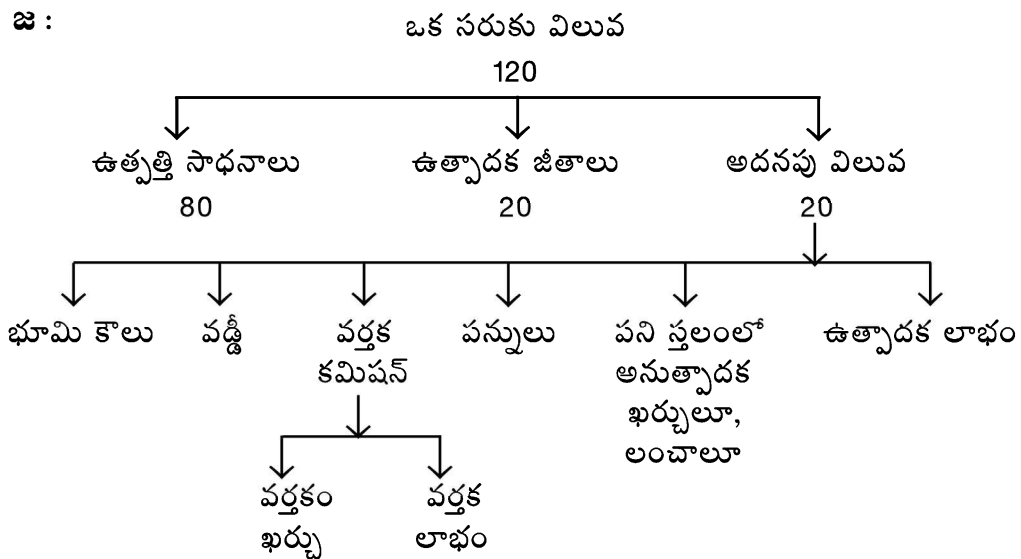 జ :
ఒక సరుకు విలువ
120
ఉత్పత్తి సాధనాలు ఉత్పాదక జీతాలు అదనపు విలువ
80 20 20
భూమి కౌలు వడ్డీ వర్తక పన్నులు పని స్తలంలో ఉత్పాదక లాభం
కమిషన్ అనుత్పాదక
ఖర్చులూ,
లంచాలూ
వర్తకం వర్తక
ఖర్చు లాభం